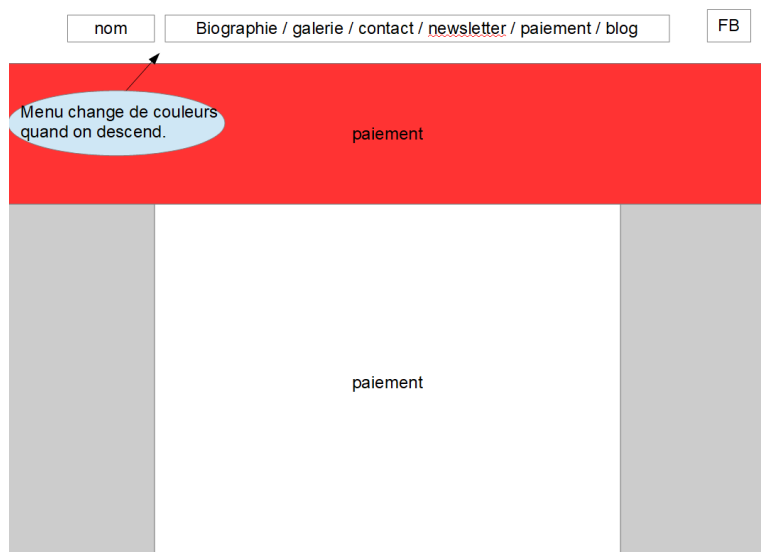 nom
Biographie / galerie / contact / newsletter / paiement / blog
FB
Menu change de couleurs
quand on descend.
paiement
paiement